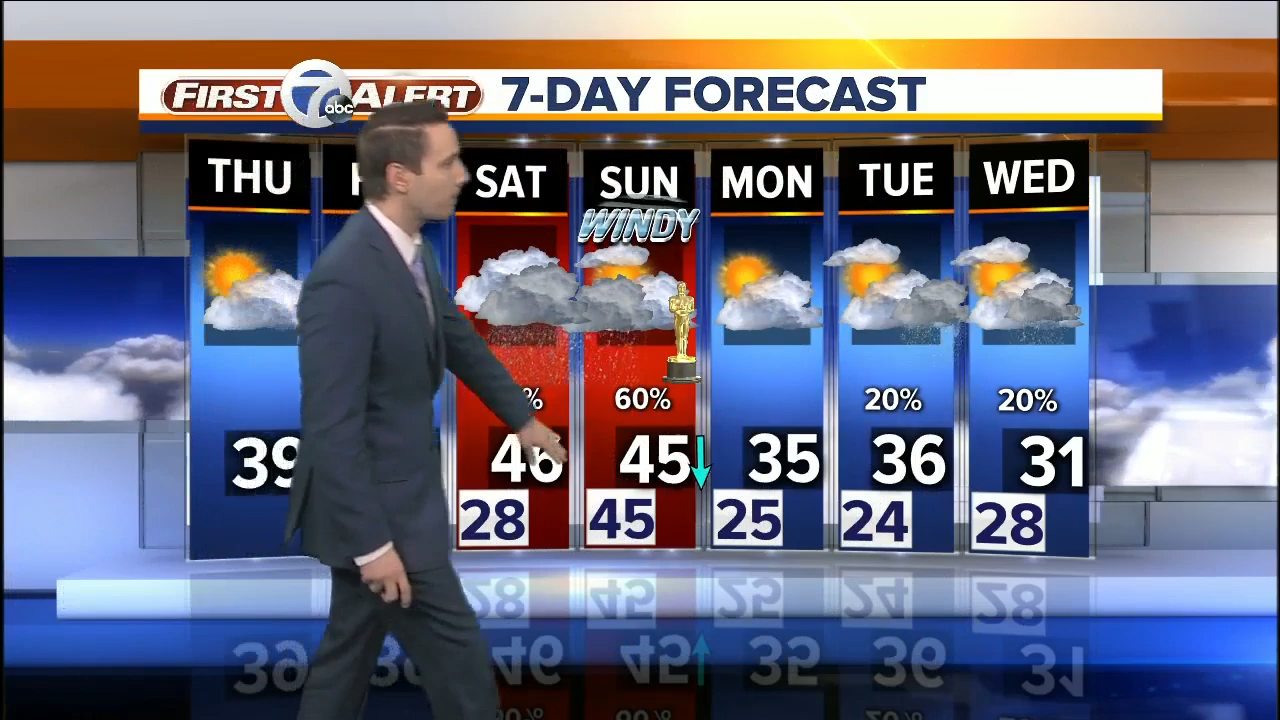 FIRST 7 abc ALERT 7-DAY FORECAST
THU SAT SUN MON TUE WED
WINDY
% 60% 20% 20%
39 46 45 35 36 31
28 45 25 24 28